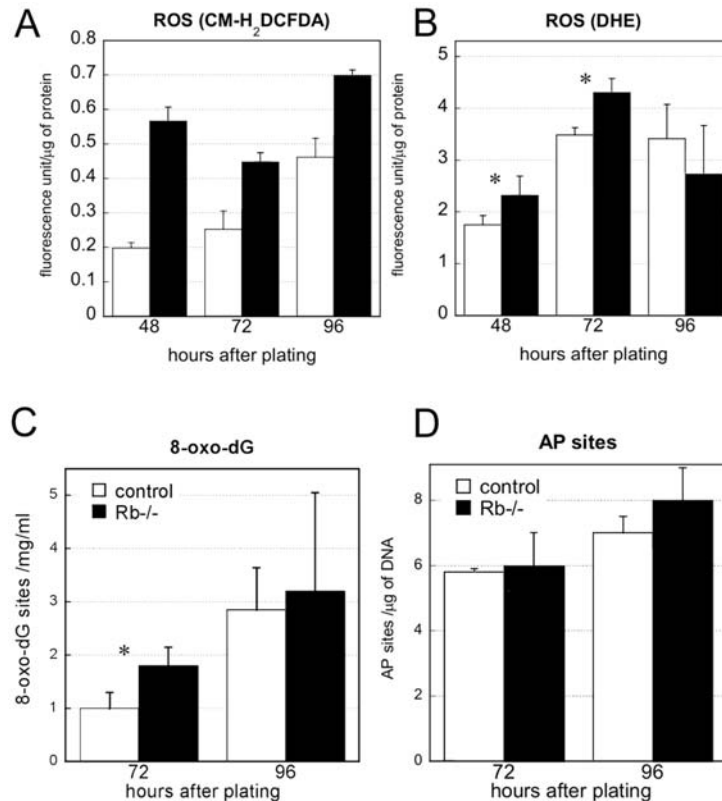 A
ROS (CM-H2DCFDA)
fluorescence unit/µg of protein
0.8
0.7
0.6
0.5
0.4
0.3
0.2
0.1
0
48 72 96
hours after plating
B
ROS (DHE)
fluorescence unit/µg of protein
5
4
3
2
1
0
*
*
48 72 96
hours after plating
C
8-oxo-dG
control
Rb-/-
8-oxo-dG sites /mg/ml
5
4
3
2
1
0
*
72 96
hours after plating
D
AP sites
control
Rb-/-
AP sites /µg of DNA
8
6
4
2
0
72 96
hours after plating